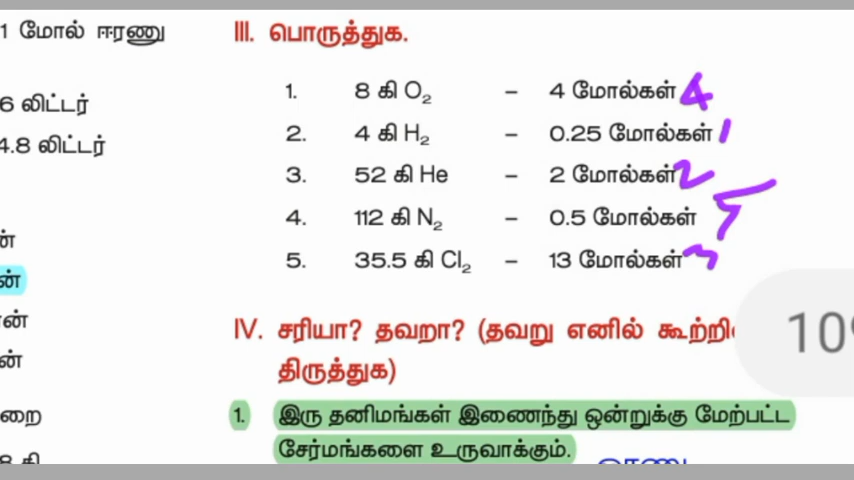 1 மோல் ஈரணு
6 லிட்டர்
4.8 லிட்டர்
ன்
ன்
என்
ன்
றை
III. பொருத்துக.
1. 8 கி O₂ – 4 மோல்கள் 4
2. 4 கி H₂ – 0.25 மோல்கள் 1
3. 52 கி He – 2 மோல்கள் 2
4. 112 கி N₂ – 0.5 மோல்கள் 5
5. 35.5 கி Cl₂ – 13 மோல்கள் 3
IV. சரியா? தவறா? (தவறு எனில்
திருத்துக)
1. இரு தனிமங்கள் இணைந்து ஒன்றுக்கு மேற்பட்ட
சேர்மங்களை உருவாக்கும்.
109